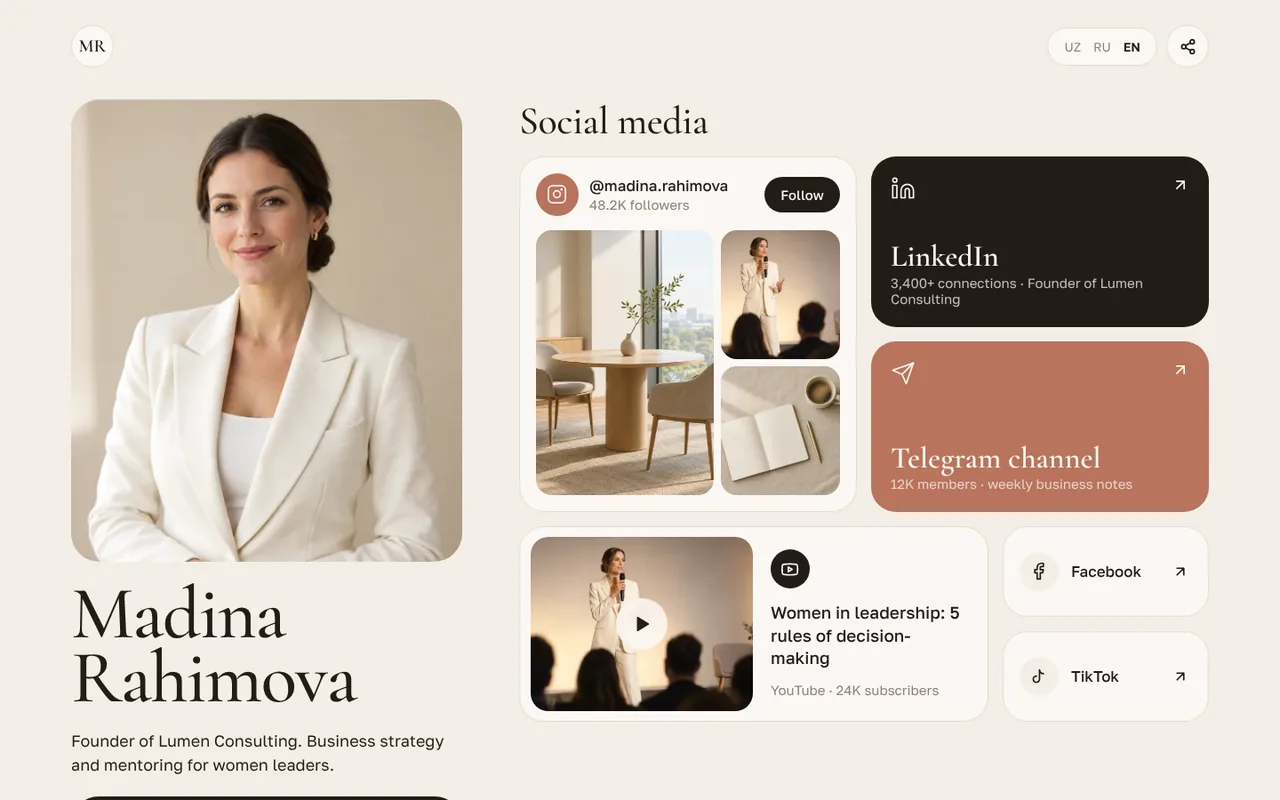 MR
UZ RU EN
Madina
Rahimova
Founder of Lumen Consulting. Business strategy
and mentoring for women leaders.
Social media
@madina.rahimova
48.2K followers
Follow
LinkedIn
3,400+ connections · Founder of Lumen
Consulting
Telegram channel
12K members · weekly business notes
Women in leadership: 5
rules of decision-
making
YouTube · 24K subscribers
Facebook
TikTok